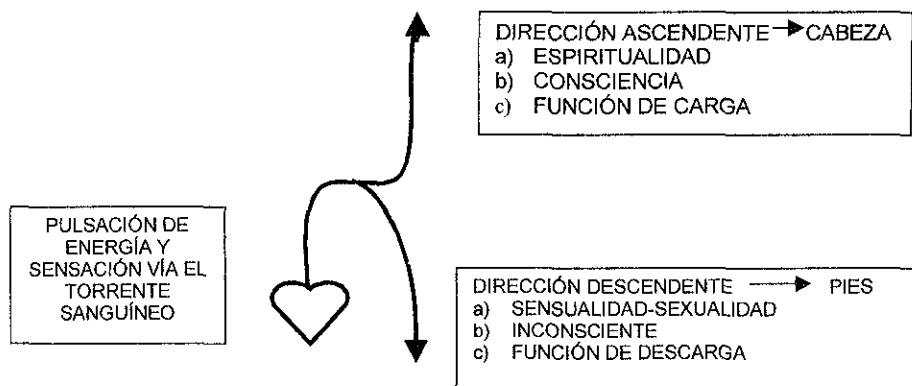 DIRECCIÓN ASCENDENTE → CABEZA
a) ESPIRITUALIDAD
b) CONSCIENCIA
c) FUNCIÓN DE CARGA
PULSACIÓN DE
ENERGÍA Y
SENSACIÓN VÍA EL
TORRENTE
SANGUÍNEO
DIRECCIÓN DESCENDENTE → PIES
a) SENSUALIDAD-SEXUALIDAD
b) INCONSCIENTE
c) FUNCIÓN DE DESCARGA